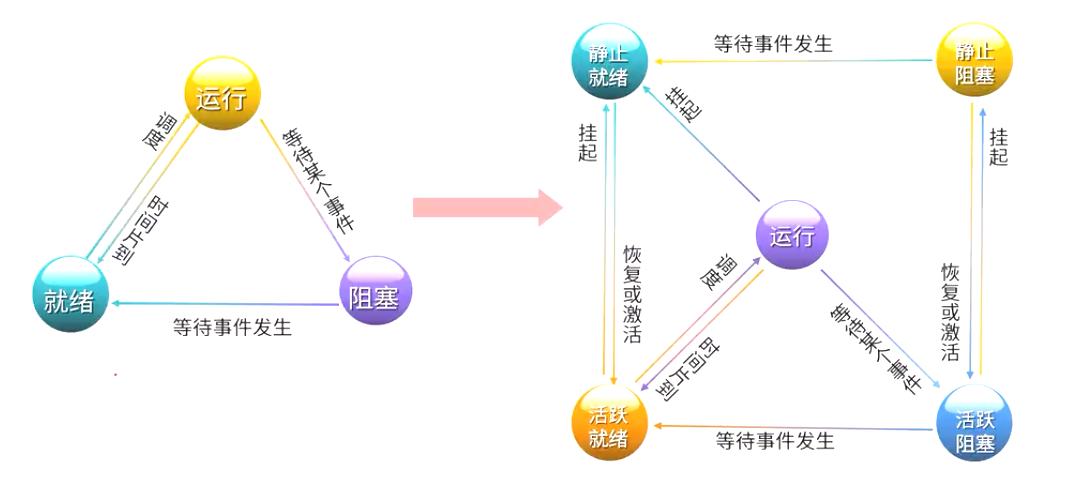 运行
调度
时间片到
等待某个事件
就绪
阻塞
等待事件发生
静止
就绪
等待事件发生
静止
阻塞
挂起
挂起
挂起
运行
恢复或激活
调度
时间片到
等待某个事件
恢复或激活
活跃
就绪
等待事件发生
活跃
阻塞